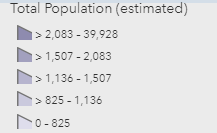 Total Population (estimated)
> 2,083 - 39,928
> 1,507 - 2,083
> 1,136 - 1,507
> 825 - 1,136
0 - 825